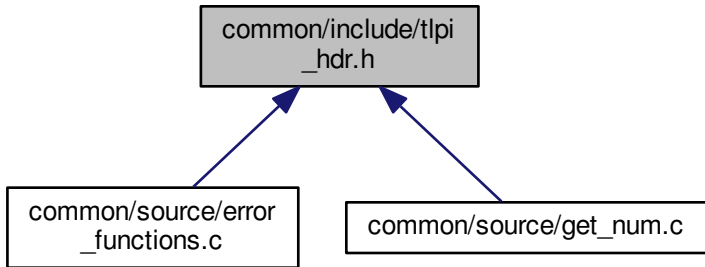 common/include/tlpi
_hdr.h
common/source/error
_functions.c
common/source/get_num.c